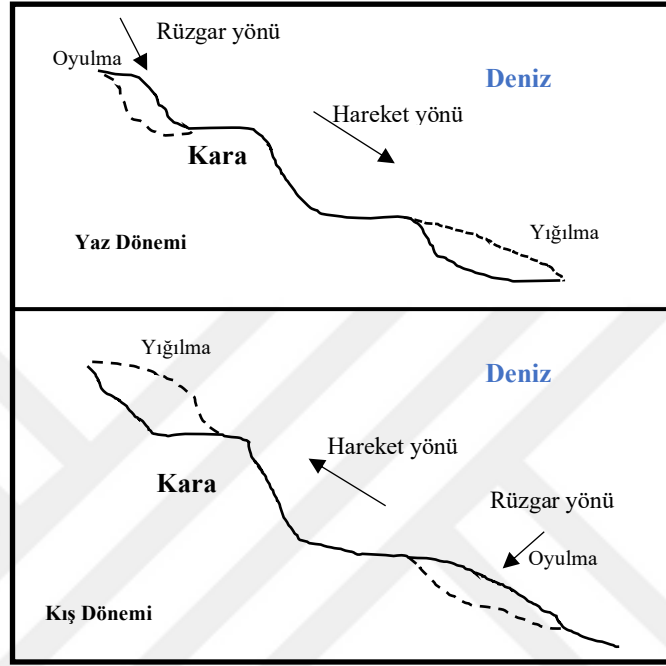 Rüzgar yönü
Oyulma
Deniz
Hareket yönü
Kara
Yaz Dönemi
Yığılma
Yığılma
Deniz
Hareket yönü
Kara
Rüzgar yönü
Oyulma
Kış Dönemi